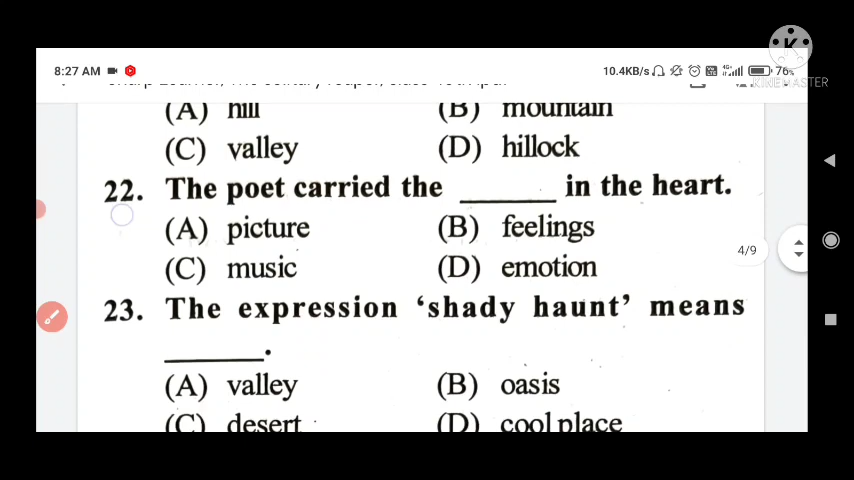 8:27 AM
10.4KB/s
76%
KINEMASTER
(A) hill (B) mountain
(C) valley (D) hillock
22. The poet carried the ______ in the heart.
(A) picture (B) feelings
(C) music (D) emotion
4/9
23. The expression ‘shady haunt’ means
______.
(A) valley (B) oasis
(C) desert (D) cool place